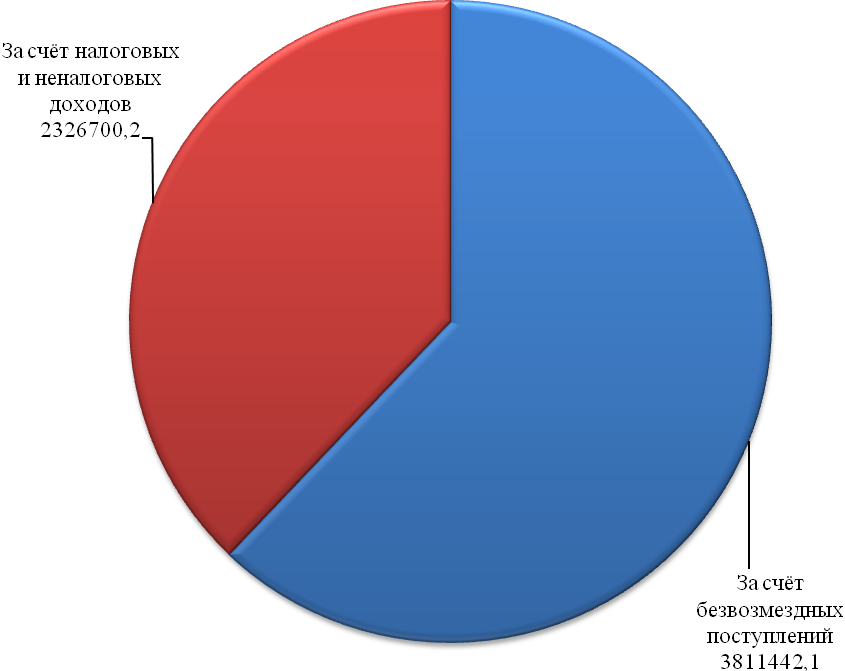 За счёт налоговых
и неналоговых
доходов
2326700,2
За счёт
безвозмездных
поступлений
3811442,1